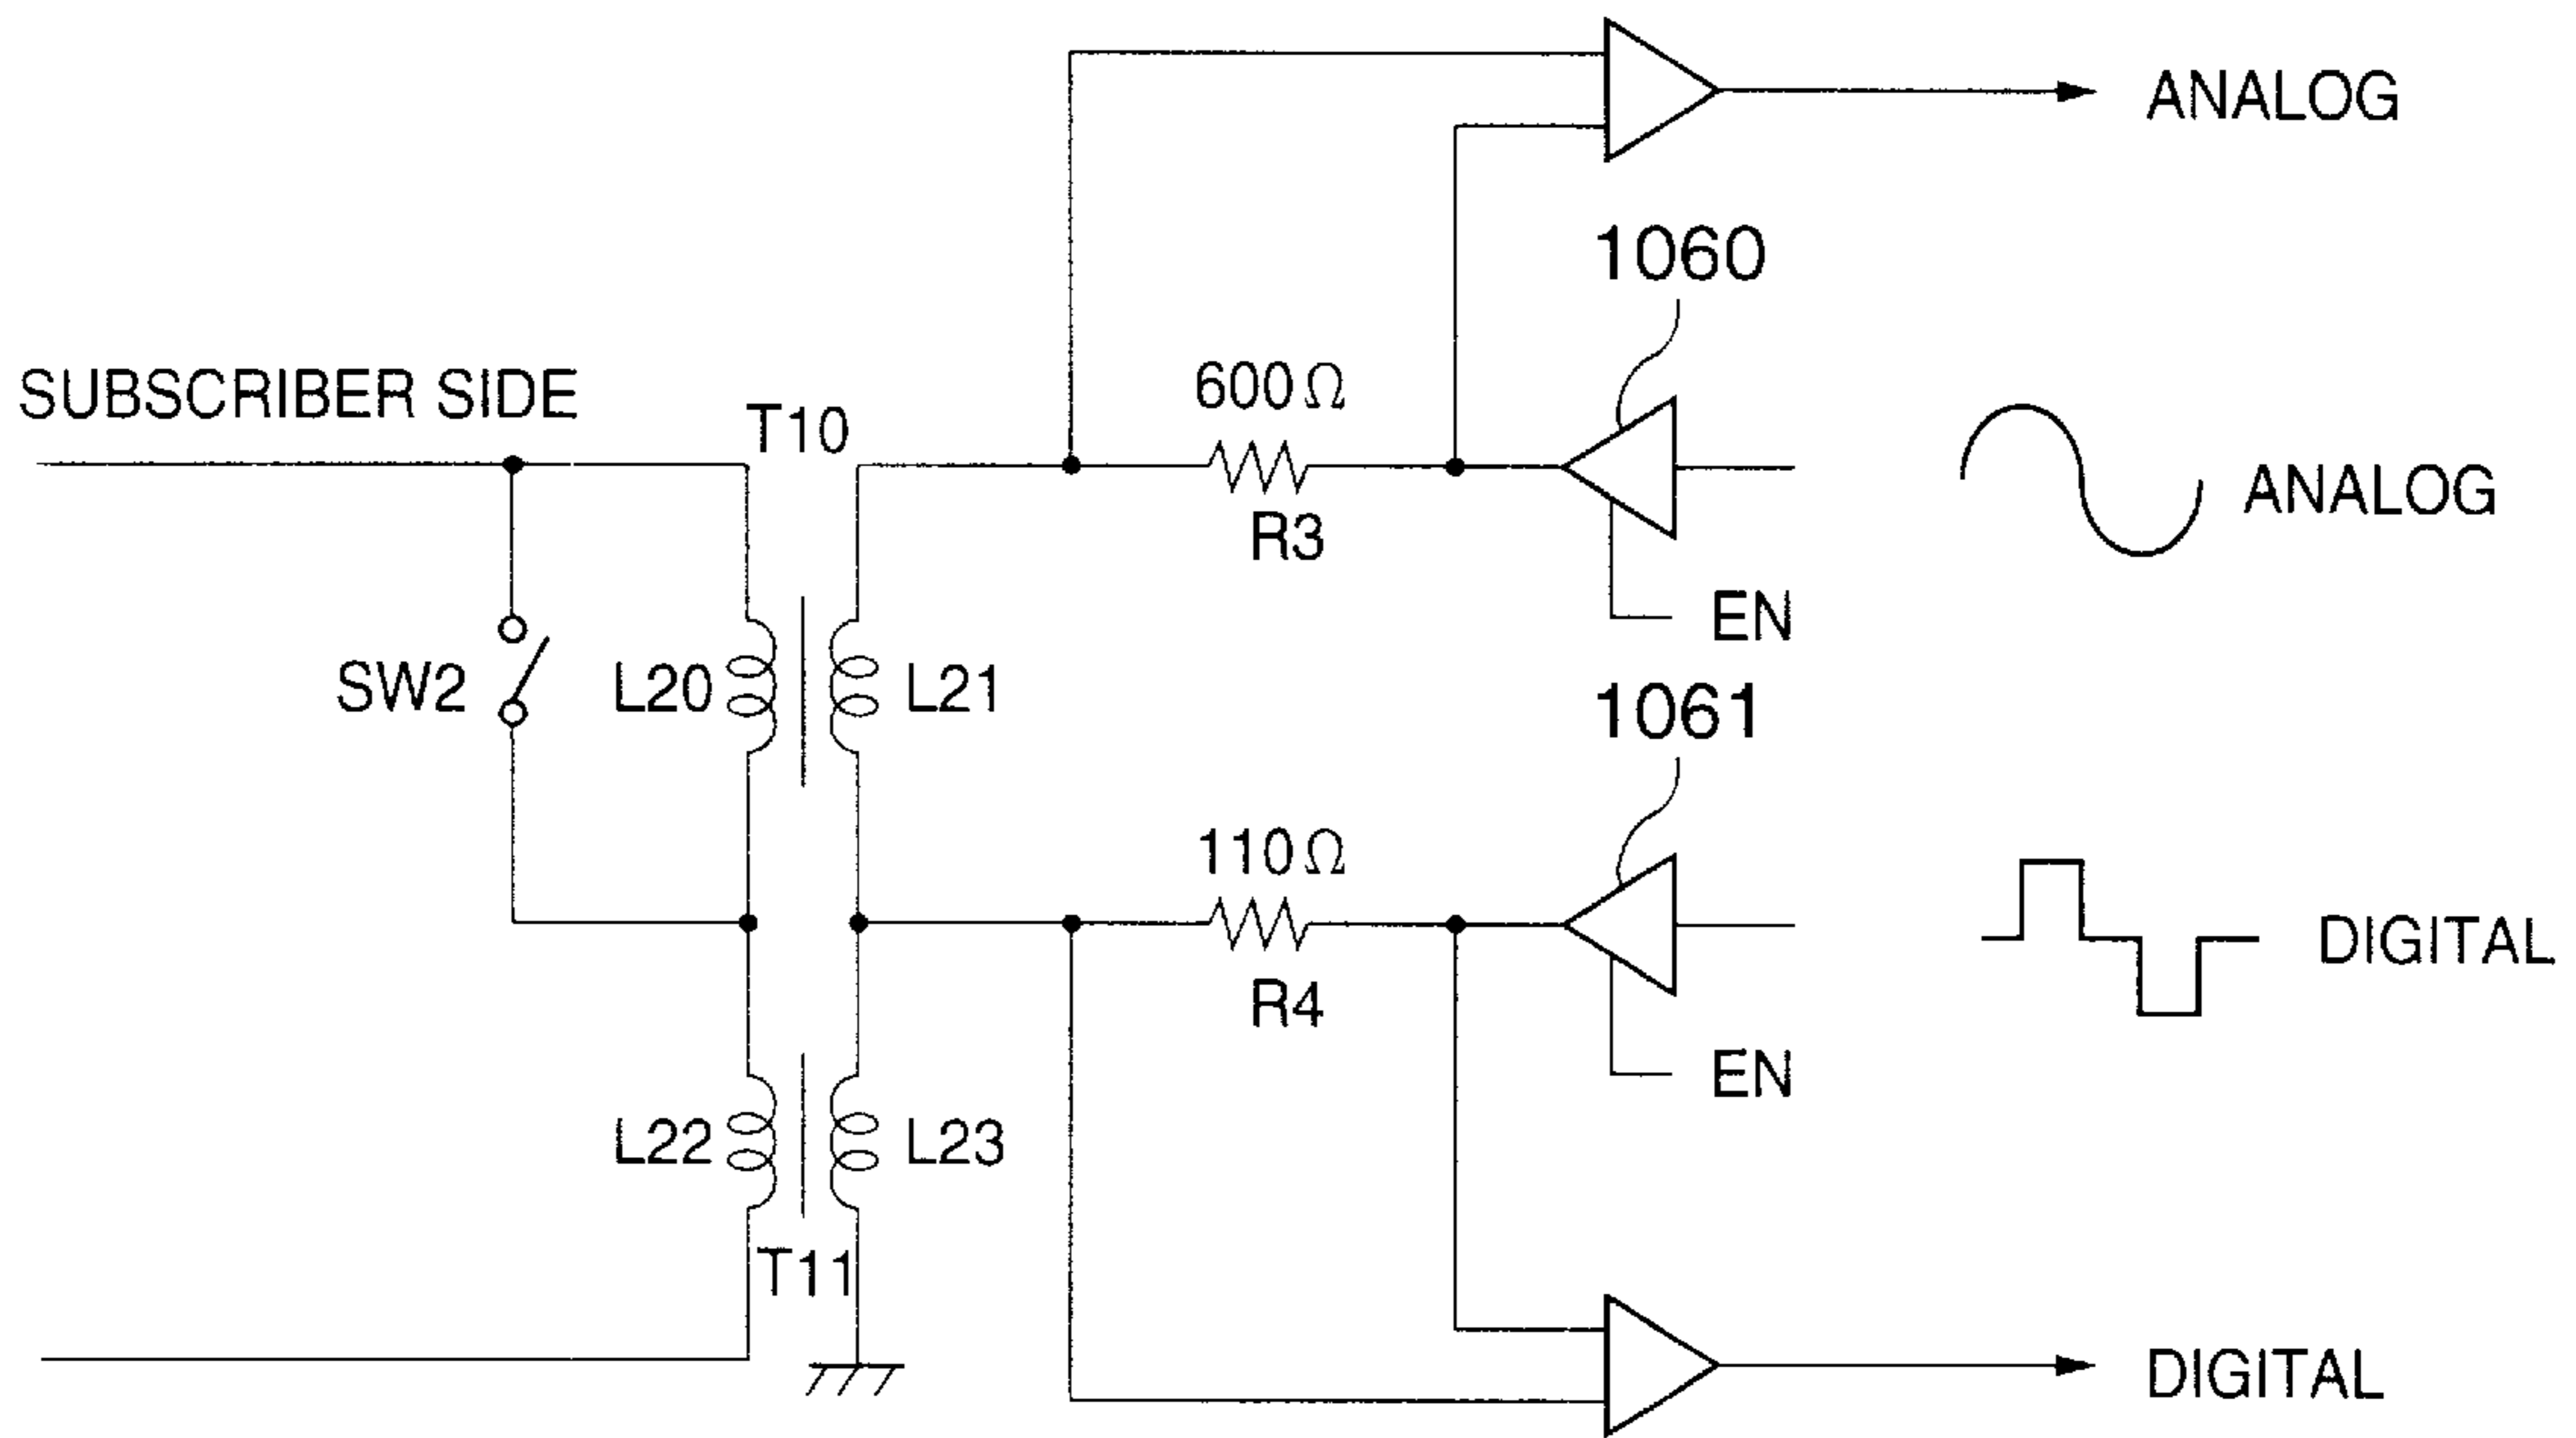 ANALOG
1060
SUBSCRIBER SIDE
T10
600Ω
R3
ANALOG
EN
SW2
L20
L21
1061
110Ω
R4
DIGITAL
EN
L22
L23
T11
DIGITAL